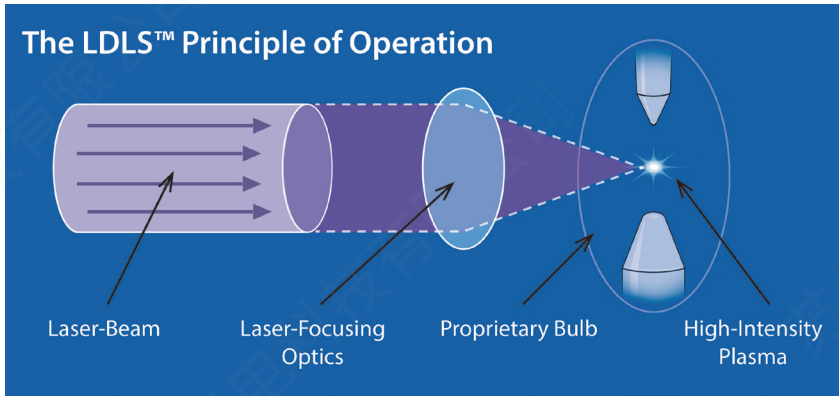 The LDLS™ Principle of Operation
Laser-Beam
Laser-Focusing
Optics
Proprietary Bulb
High-Intensity
Plasma